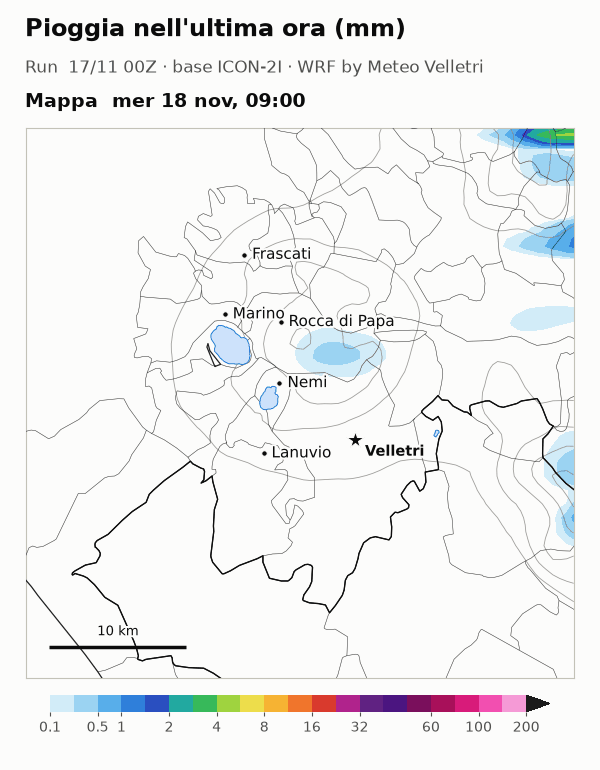 Pioggia nell'ultima ora (mm)
Run  17/11 00Z · base ICON-2I · WRF by Meteo Velletri
Mappa  mer 18 nov, 09:00
Frascati
Marino
Rocca di Papa
Nemi
Velletri
Lanuvio
10 km
0.1 0.5 1 2 4 8 16 32 60 100 200